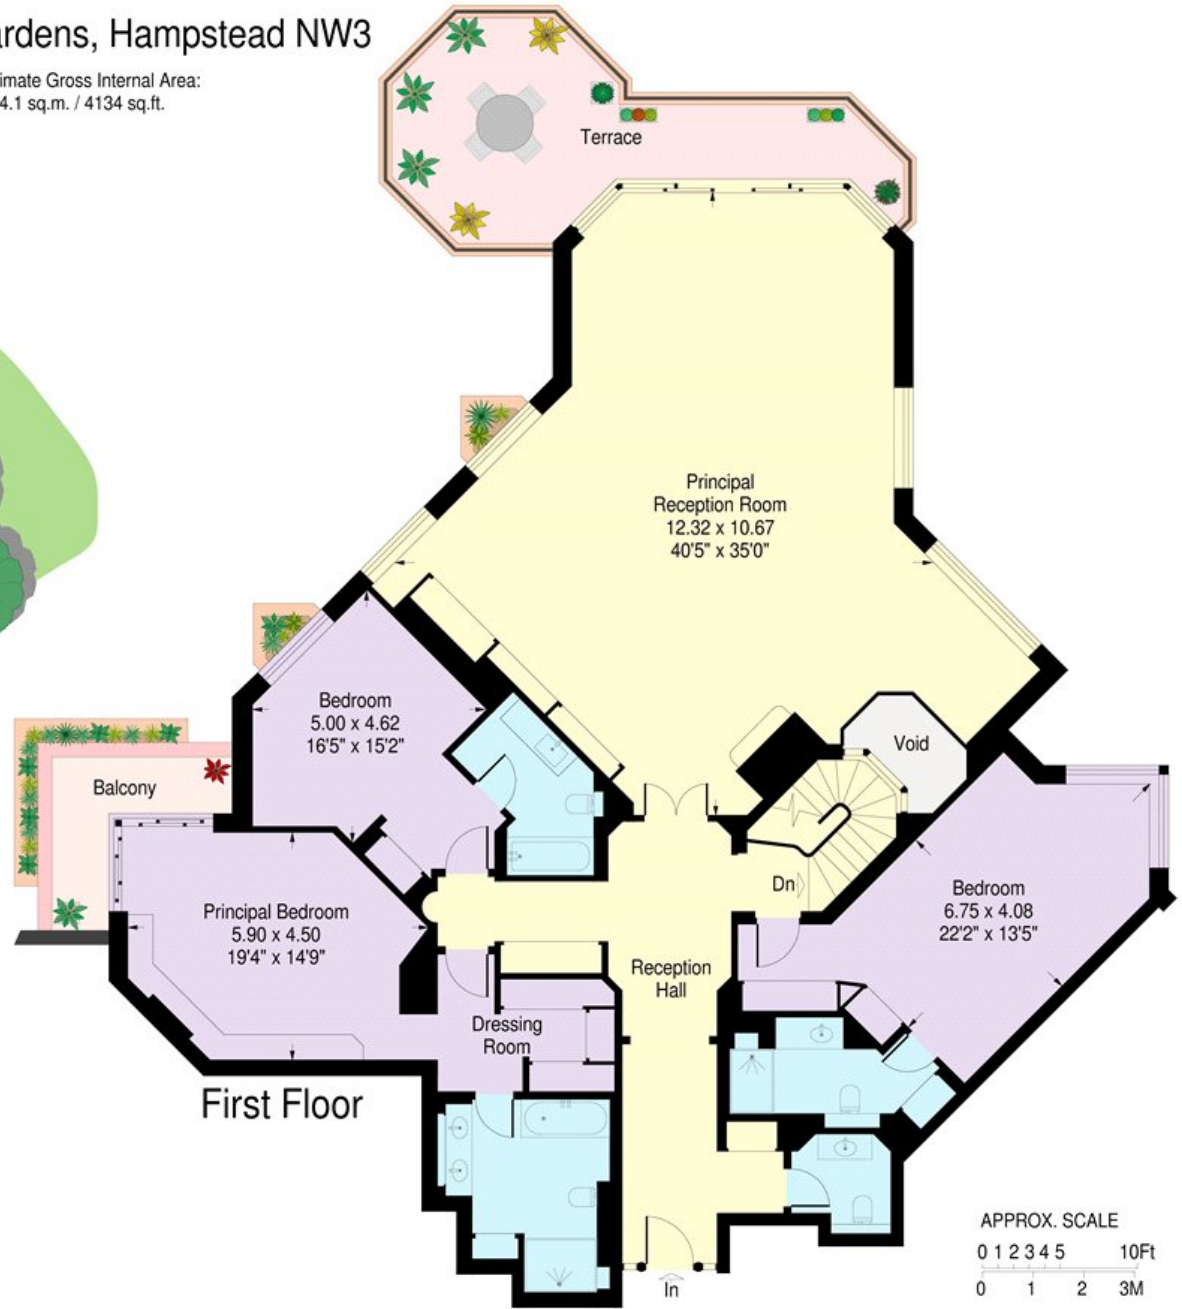 ardens, Hampstead NW3
imate Gross Internal Area:
4.1 sq.m. / 4134 sq.ft.
Terrace
Principal
Reception Room
12.32 x 10.67
40'5" x 35'0"
Bedroom
5.00 x 4.62
16'5" x 15'2"
Void
Balcony
Dn
Bedroom
6.75 x 4.08
22'2" x 13'5"
Principal Bedroom
5.90 x 4.50
19'4" x 14'9"
Reception
Hall
Dressing
Room
First Floor
In
APPROX. SCALE
0 1 2 3 4 5 10Ft
0 1 2 3M